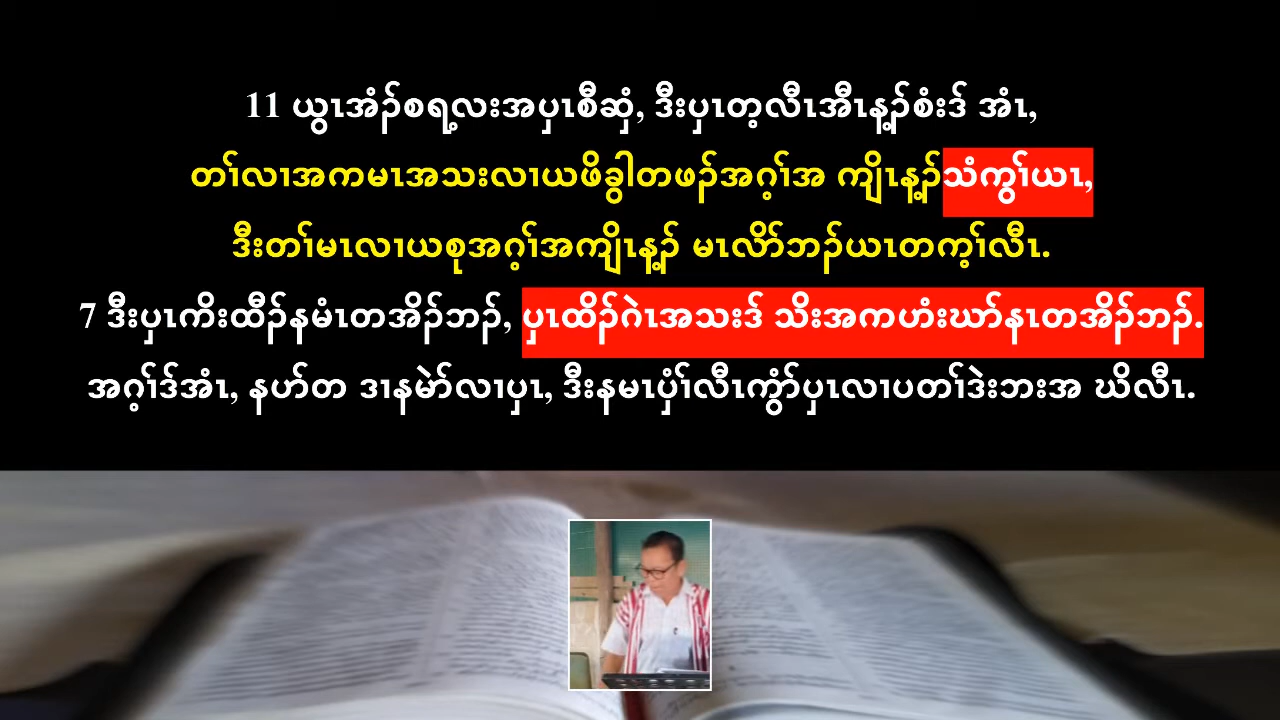 11 ယွၤအံၣ်စရ့လးအပှၤစီဆှံ, ဒီးပှၤတ့လီၤအီၤန့ၣ်စံးဒ် အံၤ,
တၢ်လၢအကမၤအသးလၢယဖိခွါတဖၣ်အဂ့ၢ်အ ကျိၤန့ၣ်သံကွၢ်ယၤ,
ဒီးတၢ်မၤလၢယစုအဂ့ၢ်အကျိၤန့ၣ် မၤလိာ်ဘၣ်ယၤတက့ၢ်လီၤ.
7 ဒီးပှၤကိးထီၣ်နမံၤတအိၣ်ဘၣ်, ပှၤထိၣ်ဂဲၤအသးဒ် သိးအကဟံးဃာ်နၤတအိၣ်ဘၣ်.
အဂ့ၢ်ဒ်အံၤ, နဟာ်တ ဒၢနမဲာ်လၢပှၤ, ဒီးနမၤပှံၢ်လီၤကွံာ်ပှၤလၢပတၢ်ဒဲးဘးအ ဃိလီၤ.